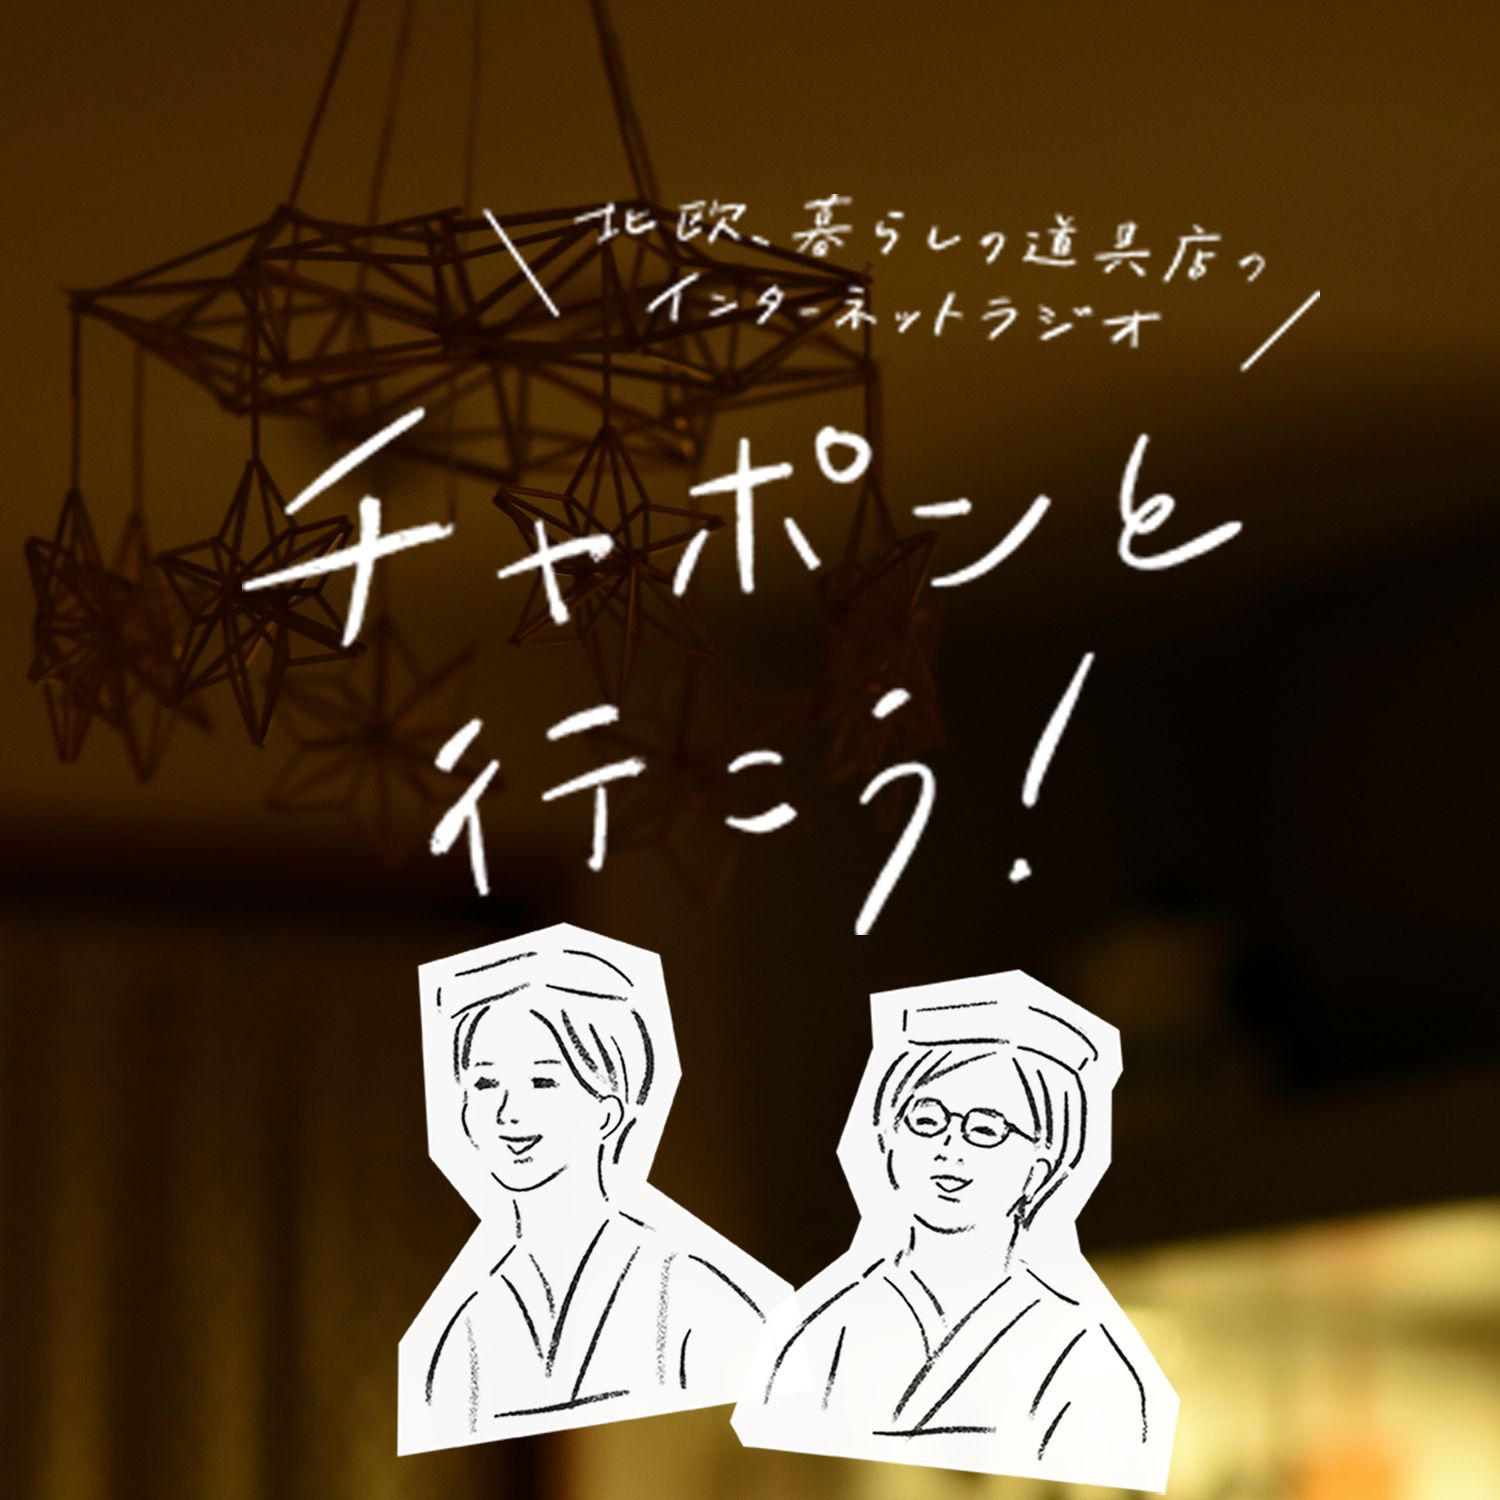 北欧、暮らしの道具店の
インターネットラジオ
チャポンと
行こう!